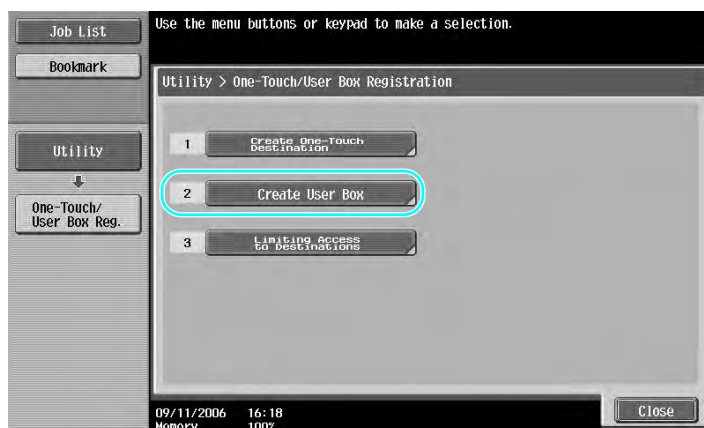 Job List
Bookmark
Utility
One-Touch/
User Box Reg.
Use the menu buttons or keypad to make a selection.
Utility > One-Touch/User Box Registration
1 Create One-Touch
Destination
2 Create User Box
3 Limiting Access
to Destinations
09/11/2006 16:18
Memory 100%
Close